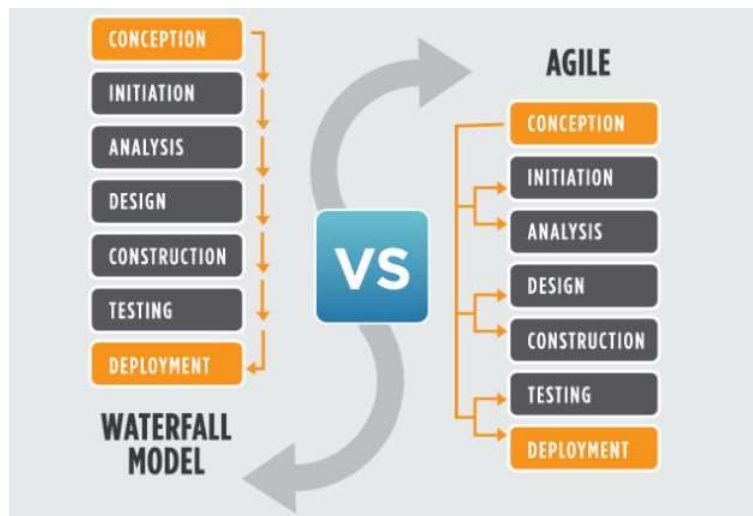 CONCEPTION
INITIATION
ANALYSIS
DESIGN
CONSTRUCTION
TESTING
DEPLOYMENT
WATERFALL
MODEL
VS
AGILE
CONCEPTION
INITIATION
ANALYSIS
DESIGN
CONSTRUCTION
TESTING
DEPLOYMENT